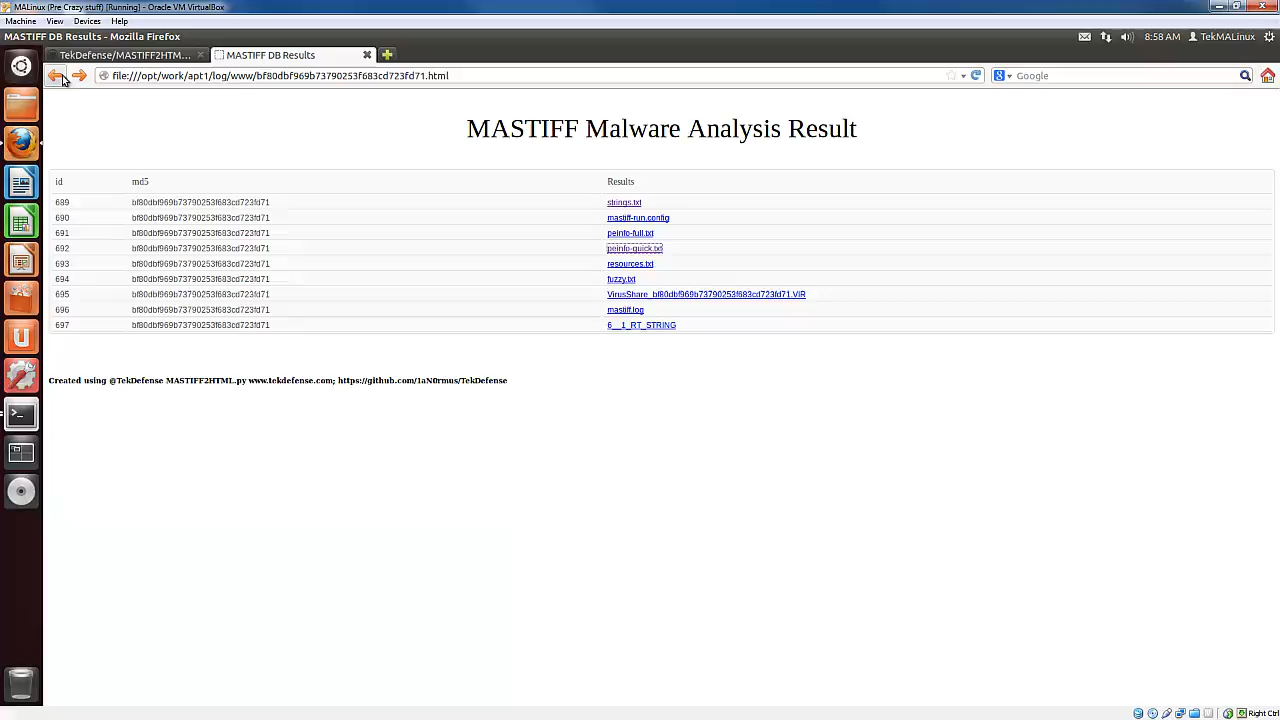 MALinux (Pre Crazy stuff) [Running] - Oracle VM VirtualBox
Machine View Devices Help
MASTIFF DB Results - Mozilla Firefox
8:58 AM TekMALinux
TekDefense/MASTIFF2HTM... MASTIFF DB Results
file:///opt/work/apt1/log/www/bf80dbf969b73790253f683cd723fd71.html
Google
MASTIFF Malware Analysis Result
id md5 Results
689 bf80dbf969b73790253f683cd723fd71 strings.txt
690 bf80dbf969b73790253f683cd723fd71 mastiff-run.config
691 bf80dbf969b73790253f683cd723fd71 peinfo-full.txt
692 bf80dbf969b73790253f683cd723fd71 peinfo-quick.txt
693 bf80dbf969b73790253f683cd723fd71 resources.txt
694 bf80dbf969b73790253f683cd723fd71 fuzzy.txt
695 bf80dbf969b73790253f683cd723fd71 VirusShare_bf80dbf969b73790253f683cd723fd71.VIR
696 bf80dbf969b73790253f683cd723fd71 mastiff.log
697 bf80dbf969b73790253f683cd723fd71 6__1_RT_STRING
Created using @TekDefense MASTIFF2HTML.py www.tekdefense.com; https://github.com/1aN0rmus/TekDefense
Right Ctrl